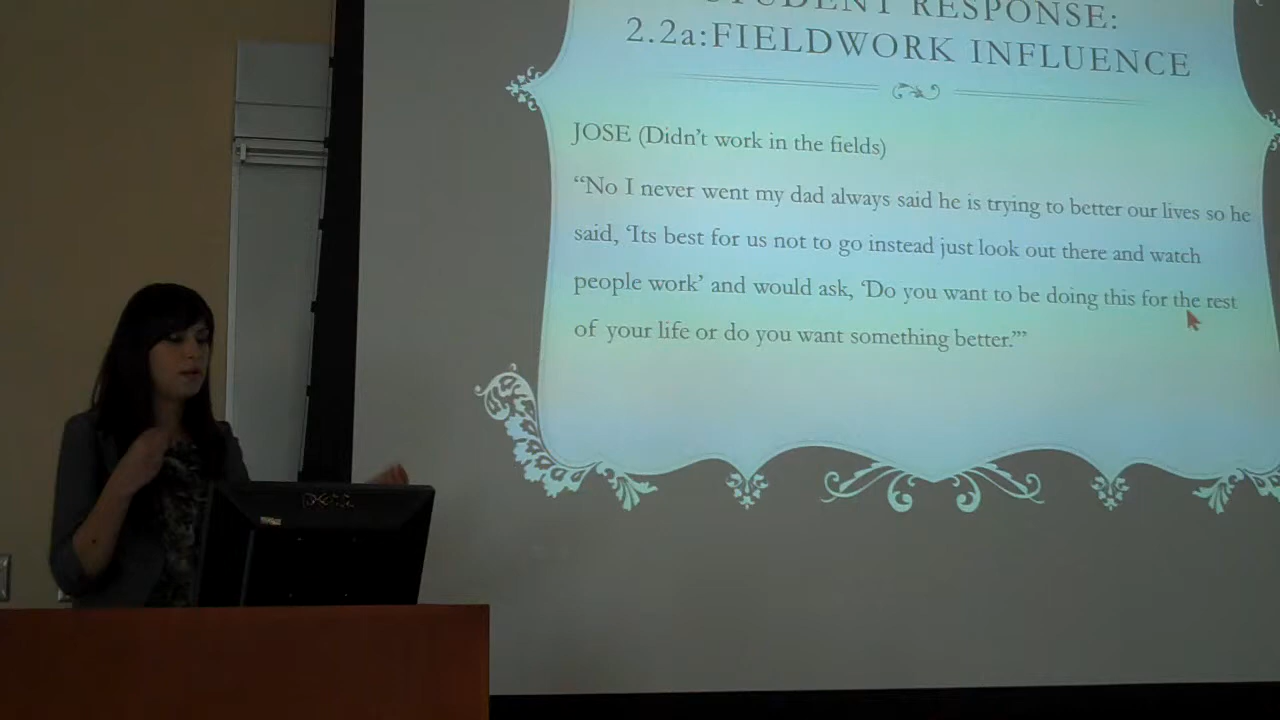 STUDENT RESPONSE:
2.2a:FIELDWORK INFLUENCE
JOSE (Didn't work in the fields)
“No I never went my dad always said he is trying to better our lives so he
said, 'Its best for us not to go instead just look out there and watch
people work' and would ask, 'Do you want to be doing this for the rest
of your life or do you want something better.'”
DELL